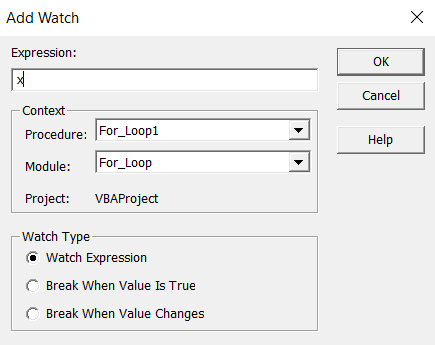 Add Watch
Expression:
OK
x
Cancel
Context
Procedure: For_Loop1
Help
Module: For_Loop
Project: VBAProject
Watch Type
Watch Expression
Break When Value Is True
Break When Value Changes